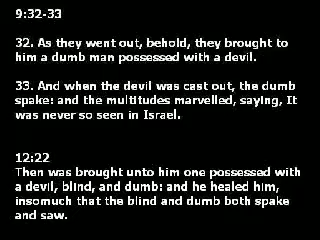 9:32-33
32. As they went out, behold, they brought to
him a dumb man possessed with a devil.
33. And when the devil was cast out, the dumb
spake: and the multitudes marvelled, saying, It
was never so seen in Israel.
12:22
Then was brought unto him one possessed with
a devil, blind, and dumb: and he healed him,
insomuch that the blind and dumb both spake
and saw.